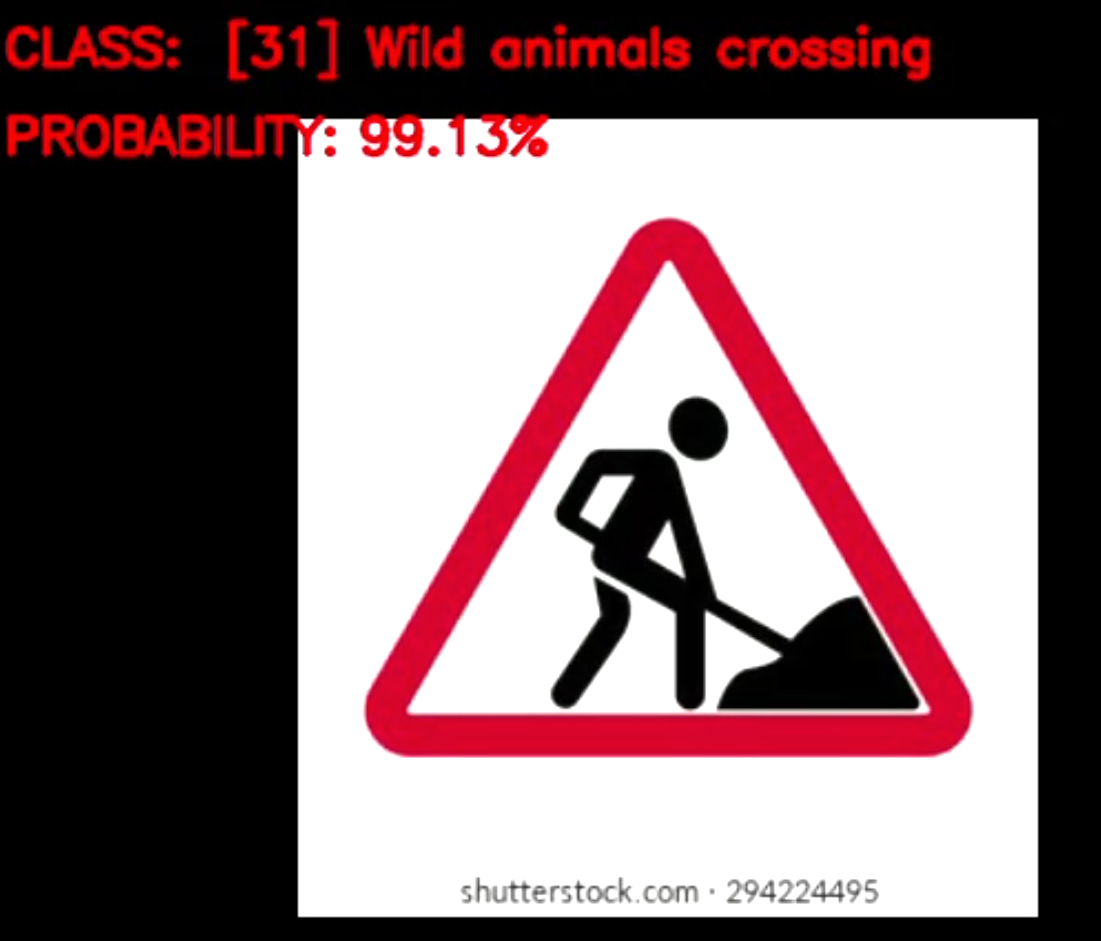 CLASS: [31] Wild animals crossing
PROBABILITY: 99.13%
shutterstock.com · 294224495